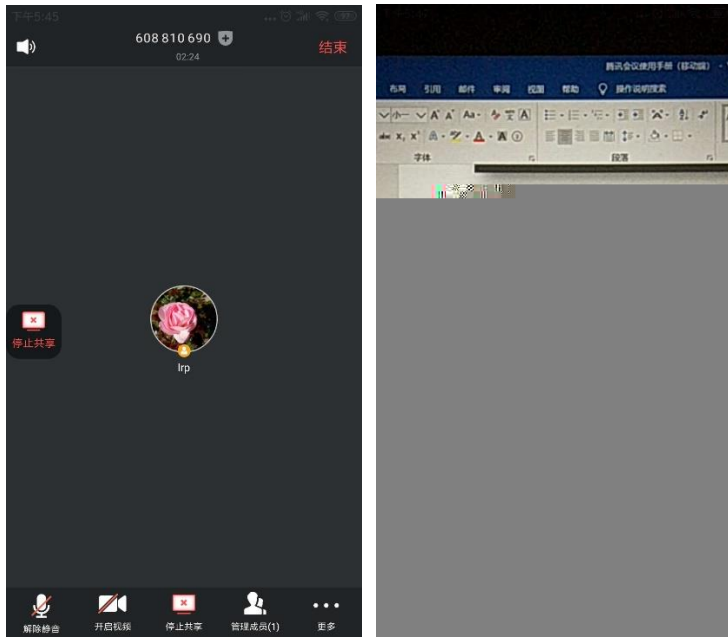 下午5:45
608 810 690
02:24
结束
停止共享
lrp
解除静音
开启视频
停止共享
管理成员(1)
更多
腾讯会议使用手册（移动端） -
布局 引用 邮件 审阅 视图 帮助 操作说明搜索
字体
段落